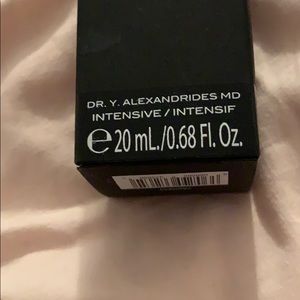 DR. Y. ALEXANDRIDES MD
INTENSIVE / INTENSIF
℮ 20 mL./0.68 Fl. Oz.